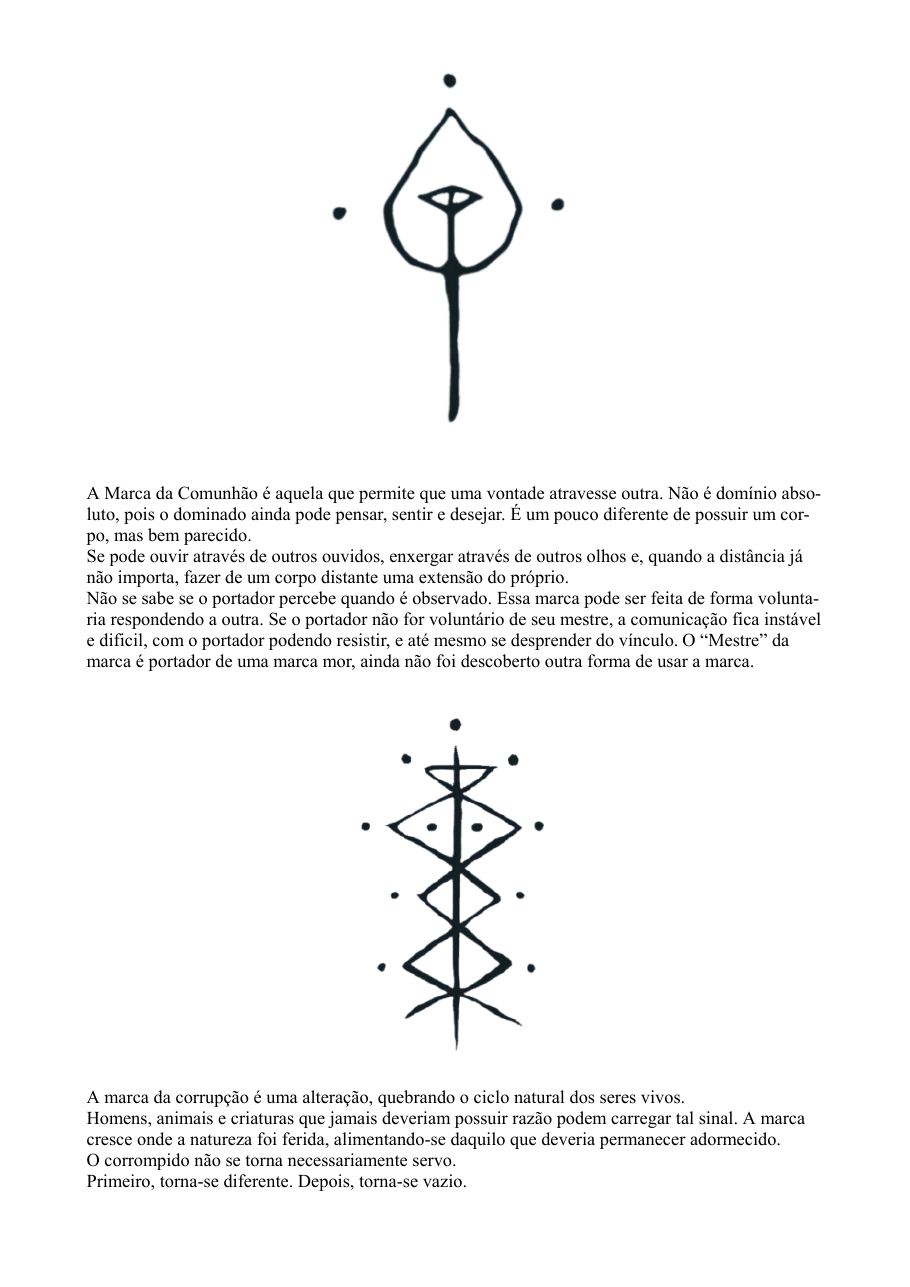 A Marca da Comunhão é aquela que permite que uma vontade atravesse outra. Não é domínio abso-
luto, pois o dominado ainda pode pensar, sentir e desejar. É um pouco diferente de possuir um cor-
po, mas bem parecido.
Se pode ouvir através de outros ouvidos, enxergar através de outros olhos e, quando a distância já
não importa, fazer de um corpo distante uma extensão do próprio.
Não se sabe se o portador percebe quando é observado. Essa marca pode ser feita de forma volunta-
ria respondendo a outra. Se o portador não for voluntário de seu mestre, a comunicação fica instável
e dificil, com o portador podendo resistir, e até mesmo se desprender do vínculo. O “Mestre” da
marca é portador de uma marca mor, ainda não foi descoberto outra forma de usar a marca.
A marca da corrupção é uma alteração, quebrando o ciclo natural dos seres vivos.
Homens, animais e criaturas que jamais deveriam possuir razão podem carregar tal sinal. A marca
cresce onde a natureza foi ferida, alimentando-se daquilo que deveria permanecer adormecido.
O corrompido não se torna necessariamente servo.
Primeiro, torna-se diferente. Depois, torna-se vazio.